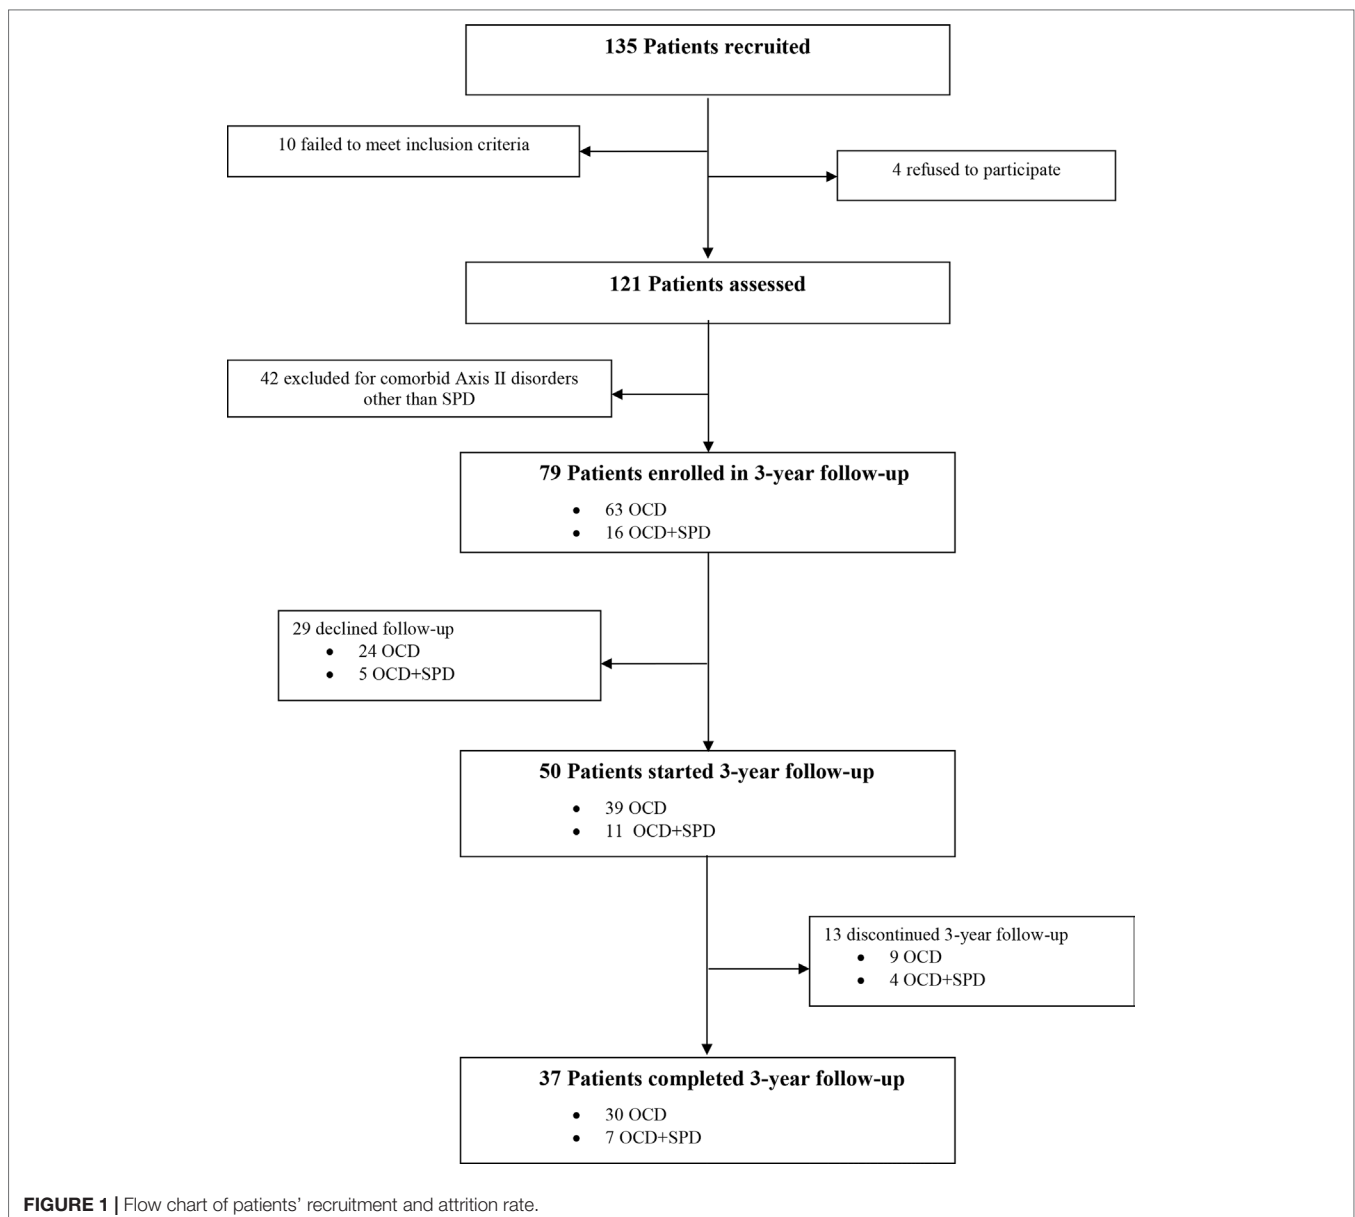 135 Patients recruited
10 failed to meet inclusion criteria
4 refused to participate
121 Patients assessed
42 excluded for comorbid Axis II disorders
other than SPD
79 Patients enrolled in 3-year follow-up
• 63 OCD
• 16 OCD+SPD
29 declined follow-up
• 24 OCD
• 5 OCD+SPD
50 Patients started 3-year follow-up
• 39 OCD
• 11 OCD+SPD
13 discontinued 3-year follow-up
• 9 OCD
• 4 OCD+SPD
37 Patients completed 3-year follow-up
• 30 OCD
• 7 OCD+SPD
FIGURE 1 | Flow chart of patients’ recruitment and attrition rate.